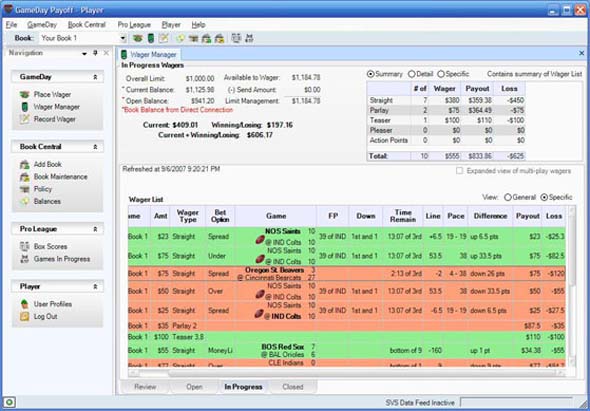 GameDay Payoff - Player
File GameDay Book Central Pro League Player Help
Book: Your Book 1
Navigation
GameDay
Place Wager
Wager Manager
Record Wager
Book Central
Add Book
Book Maintenance
Policy
Balances
Pro League
Box Scores
Games In Progress
Player
User Profiles
Log Out
Wager Manager
In Progress Wagers
Overall Limit: $1,000.00 Available to Wager: $1,184.78
* Current Balance: $1,125.98 (-) Send Amount: $0.00
* Open Balance: $941.20 Limit Management: $1,184.78
*Book Balance from Direct Connection
Current: $409.01 Winning/Losing: $197.16
Current + Winning/Losing: $606.17
Summary Detail Specific Contains summary of Wager List
# of Wager Payout Loss
Straight 7 $380 $359.38 -$450
Parlay 2 $75 $364.49 -$75
Teaser 1 $100 $110 -$100
Pleaser 0 $0 $0 $0
Action Points 0 $0 $0 $0
Total: 10 $555 $833.86 -$625
Refreshed at 9/6/2007 9:20:21 PM
Expanded view of multi-play wagers
Wager List
View: General Specific
ame Amt Wager Type Bet Option Game FP Down Time Remain Line Pace Difference Payout Loss
Book 1 $23 Straight Spread NOS Saints 10 @ IND Colts 10 39 of IND 1st and 1 13:07 of 3rd +6.5 19 - 19 up 6.5 pts $23 -$25.3
Book 1 $75 Straight Under NOS Saints 10 @ IND Colts 10 39 of IND 1st and 1 13:07 of 3rd 53.5 38 up 33.5 pts $75 -$82.5
Book 1 $75 Straight Spread Oregon St. Beavers 3 @ Cincinnati Bearcats 27 2:13 of 3rd -2 4 - 38 down 26 pts $75 -$120
Book 1 $50 Straight Over NOS Saints 10 @ IND Colts 10 39 of IND 1st and 1 13:07 of 3rd 53.5 38 down 33.5 pts $50 -$55
Book 1 $25 Straight Spread NOS Saints 10 @ IND Colts 10 39 of IND 1st and 1 13:07 of 3rd -6.5 19 - 19 down 6.5 pts $25 -$27.5
Book 1 $35 Parlay 2 $87.5 -$35
Book 1 $100 Teaser 3,8 $110 -$100
Book 1 $55 Straight MoneyLi BOS Red Sox 7 @ BAL Orioles 6 bottom of 9 -160 up 1 pt $34.38 -$55
CLE Indians 0
Review Open In Progress Closed
SVS Data Feed Inactive